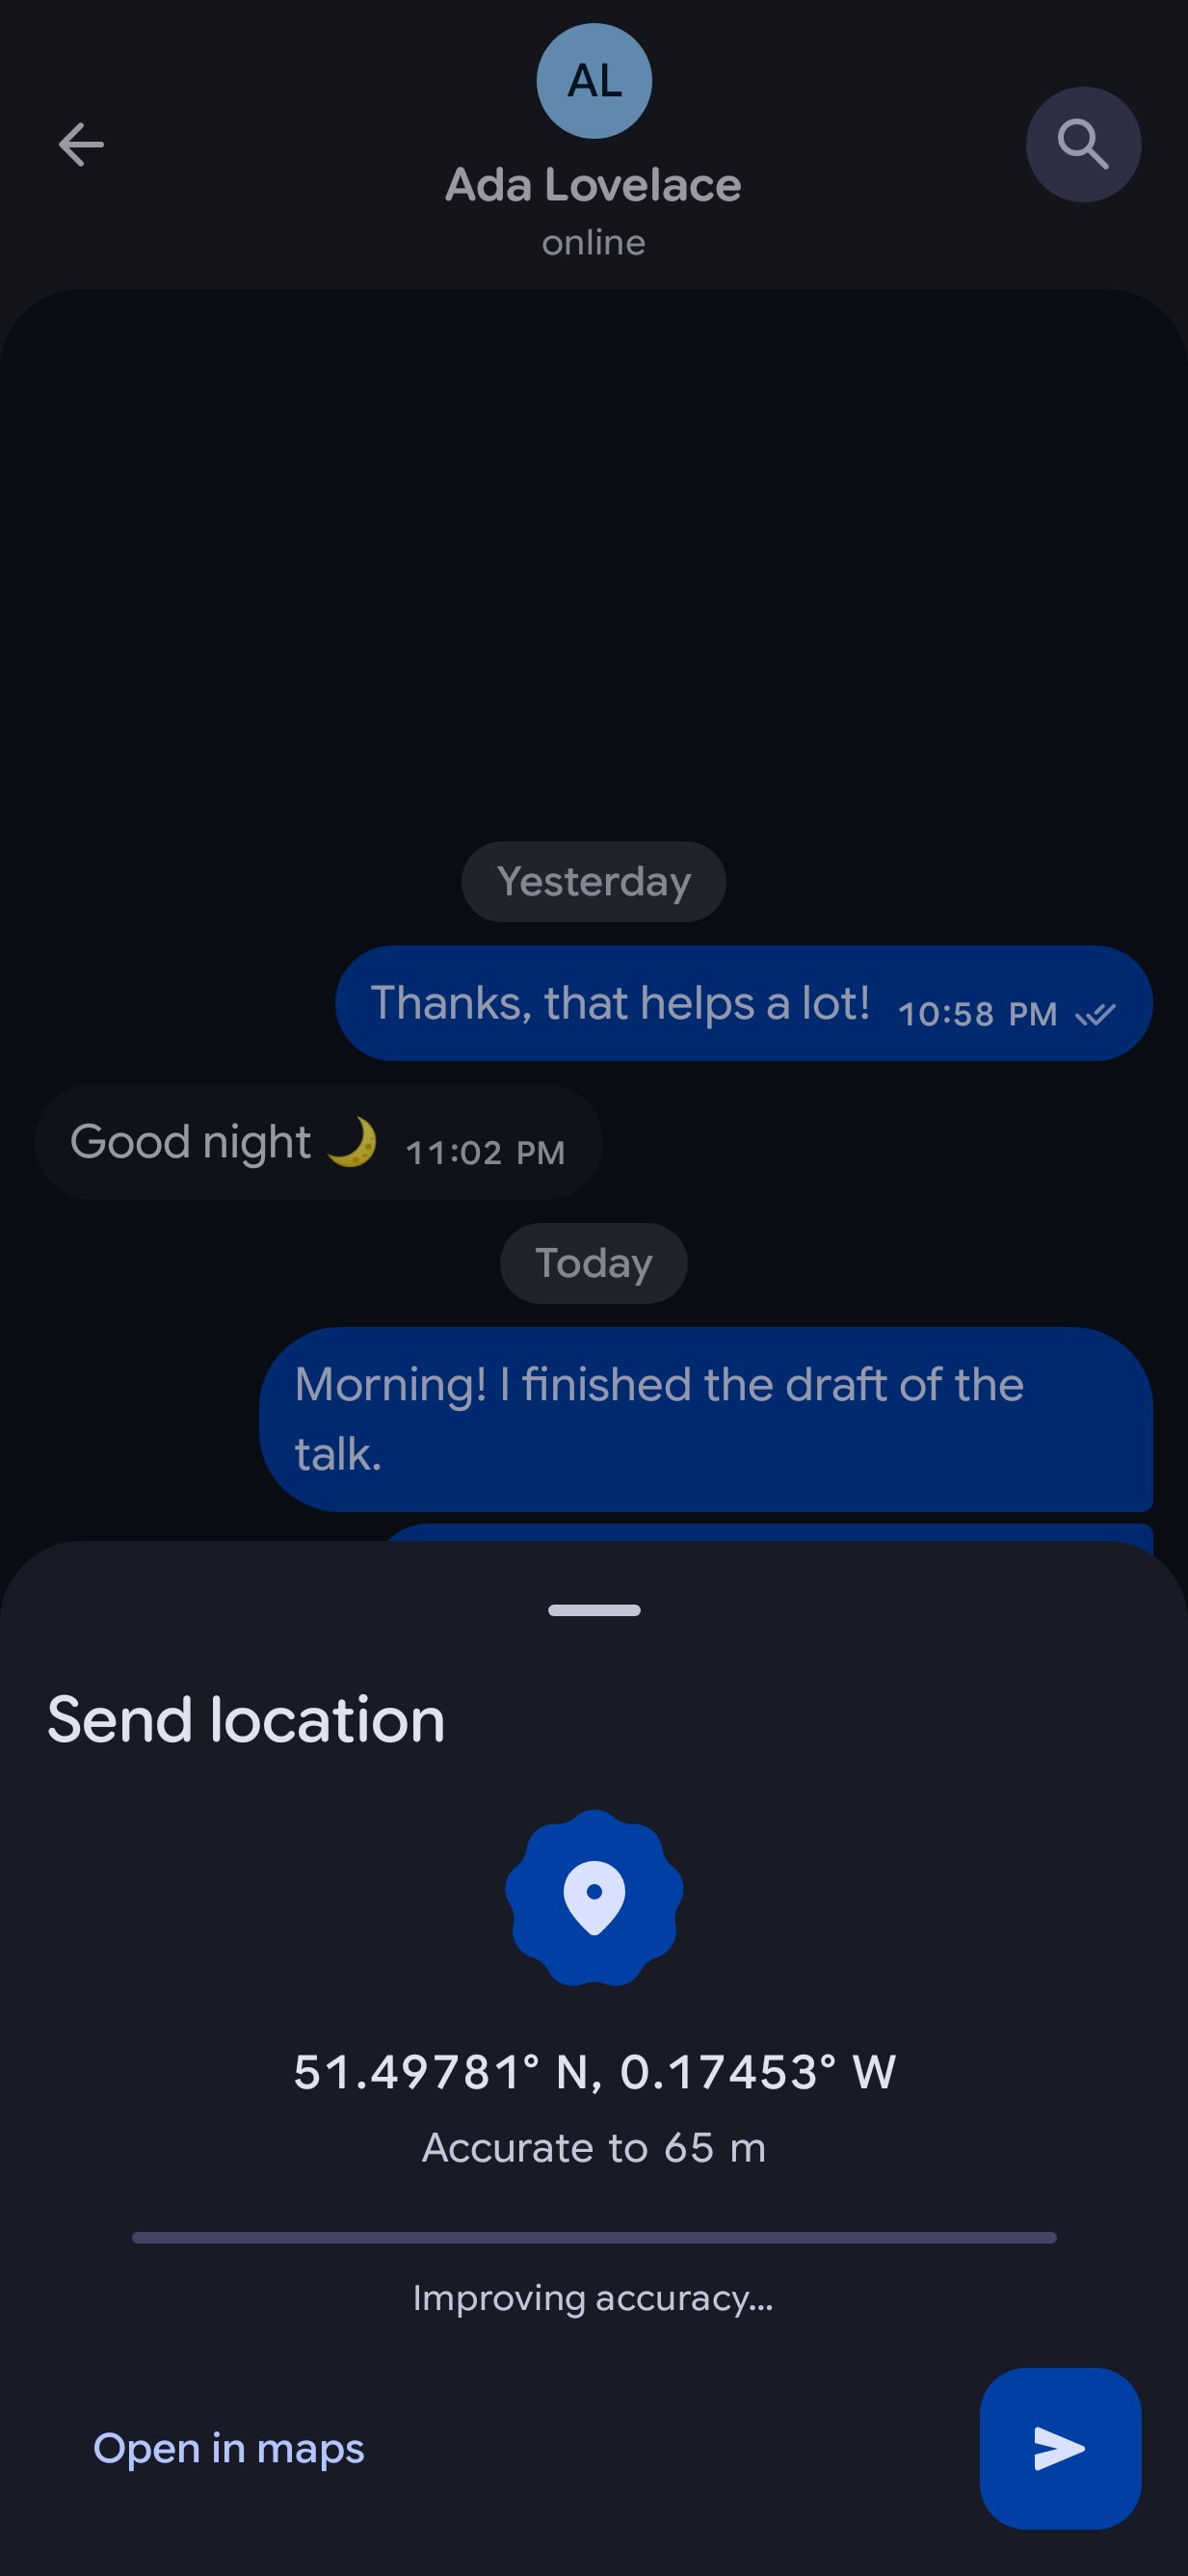 AL
Ada Lovelace
online
Yesterday
Thanks, that helps a lot! 10:58 PM
Good night 🌙 11:02 PM
Today
Morning! I finished the draft of the
talk.
Send location
51.49781° N, 0.17453° W
Accurate to 65 m
Improving accuracy...
Open in maps